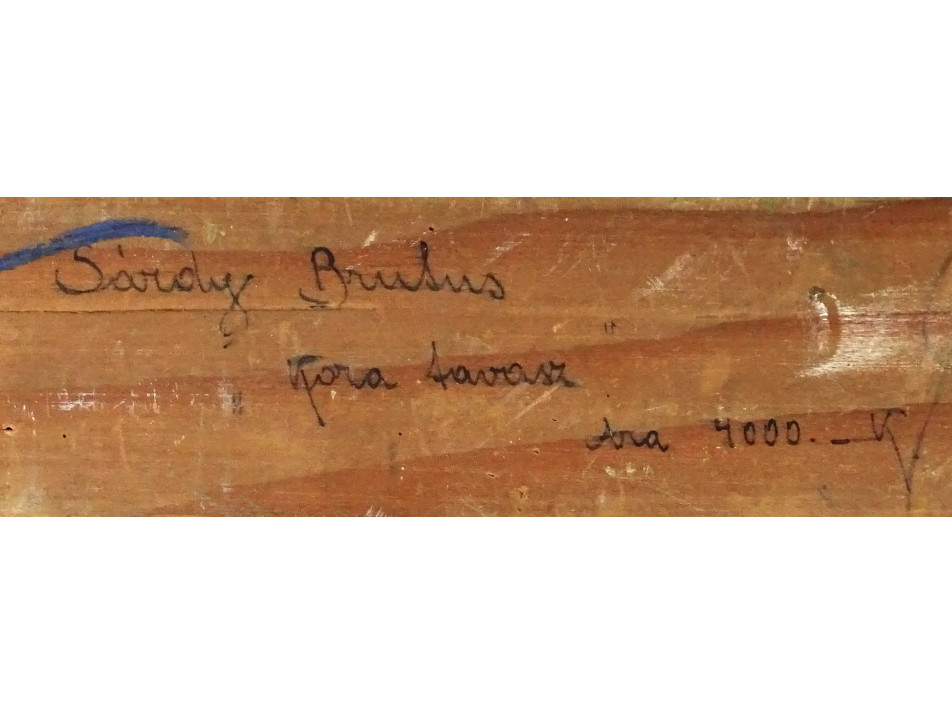 Sárdy Brutus
„Kora tavasz"
Ára 4000.– K